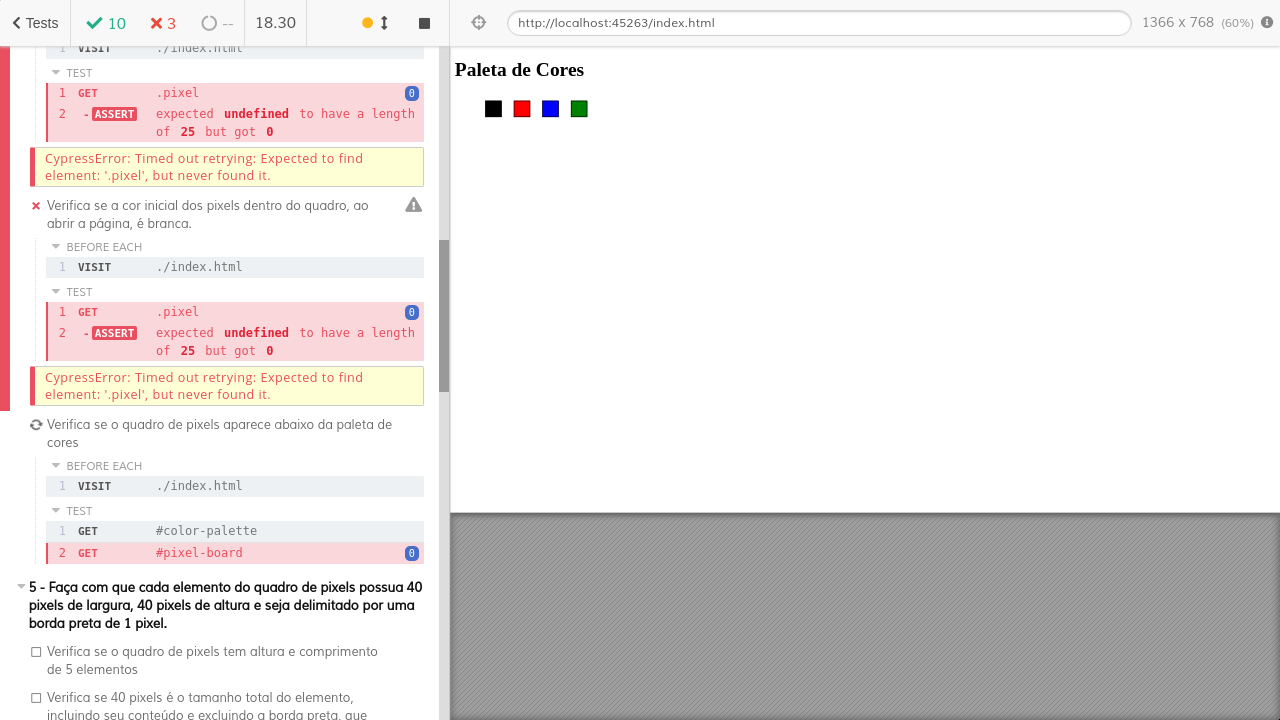 Tests 10 3 -- 18.30 http://localhost:45263/index.html 1366 x 768 (60%)
1 VISIT ./index.html
TEST
1 GET .pixel 0
2 - ASSERT expected undefined to have a length
of 25 but got 0
CypressError: Timed out retrying: Expected to find
element: '.pixel', but never found it.
Verifica se a cor inicial dos pixels dentro do quadro, ao
abrir a página, é branca.
BEFORE EACH
1 VISIT ./index.html
TEST
1 GET .pixel 0
2 - ASSERT expected undefined to have a length
of 25 but got 0
CypressError: Timed out retrying: Expected to find
element: '.pixel', but never found it.
Verifica se o quadro de pixels aparece abaixo da paleta de
cores
BEFORE EACH
1 VISIT ./index.html
TEST
1 GET #color-palette
2 GET #pixel-board 0
5 - Faça com que cada elemento do quadro de pixels possua 40
pixels de largura, 40 pixels de altura e seja delimitado por uma
borda preta de 1 pixel.
Verifica se o quadro de pixels tem altura e comprimento
de 5 elementos
Verifica se 40 pixels é o tamanho total do elemento,
incluindo seu conteúdo e excluindo a borda preta, que
Paleta de Cores